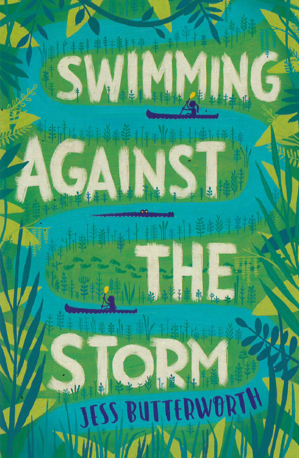 SWIMMING
AGAINST
THE
STORM
JESS BUTTERWORTH